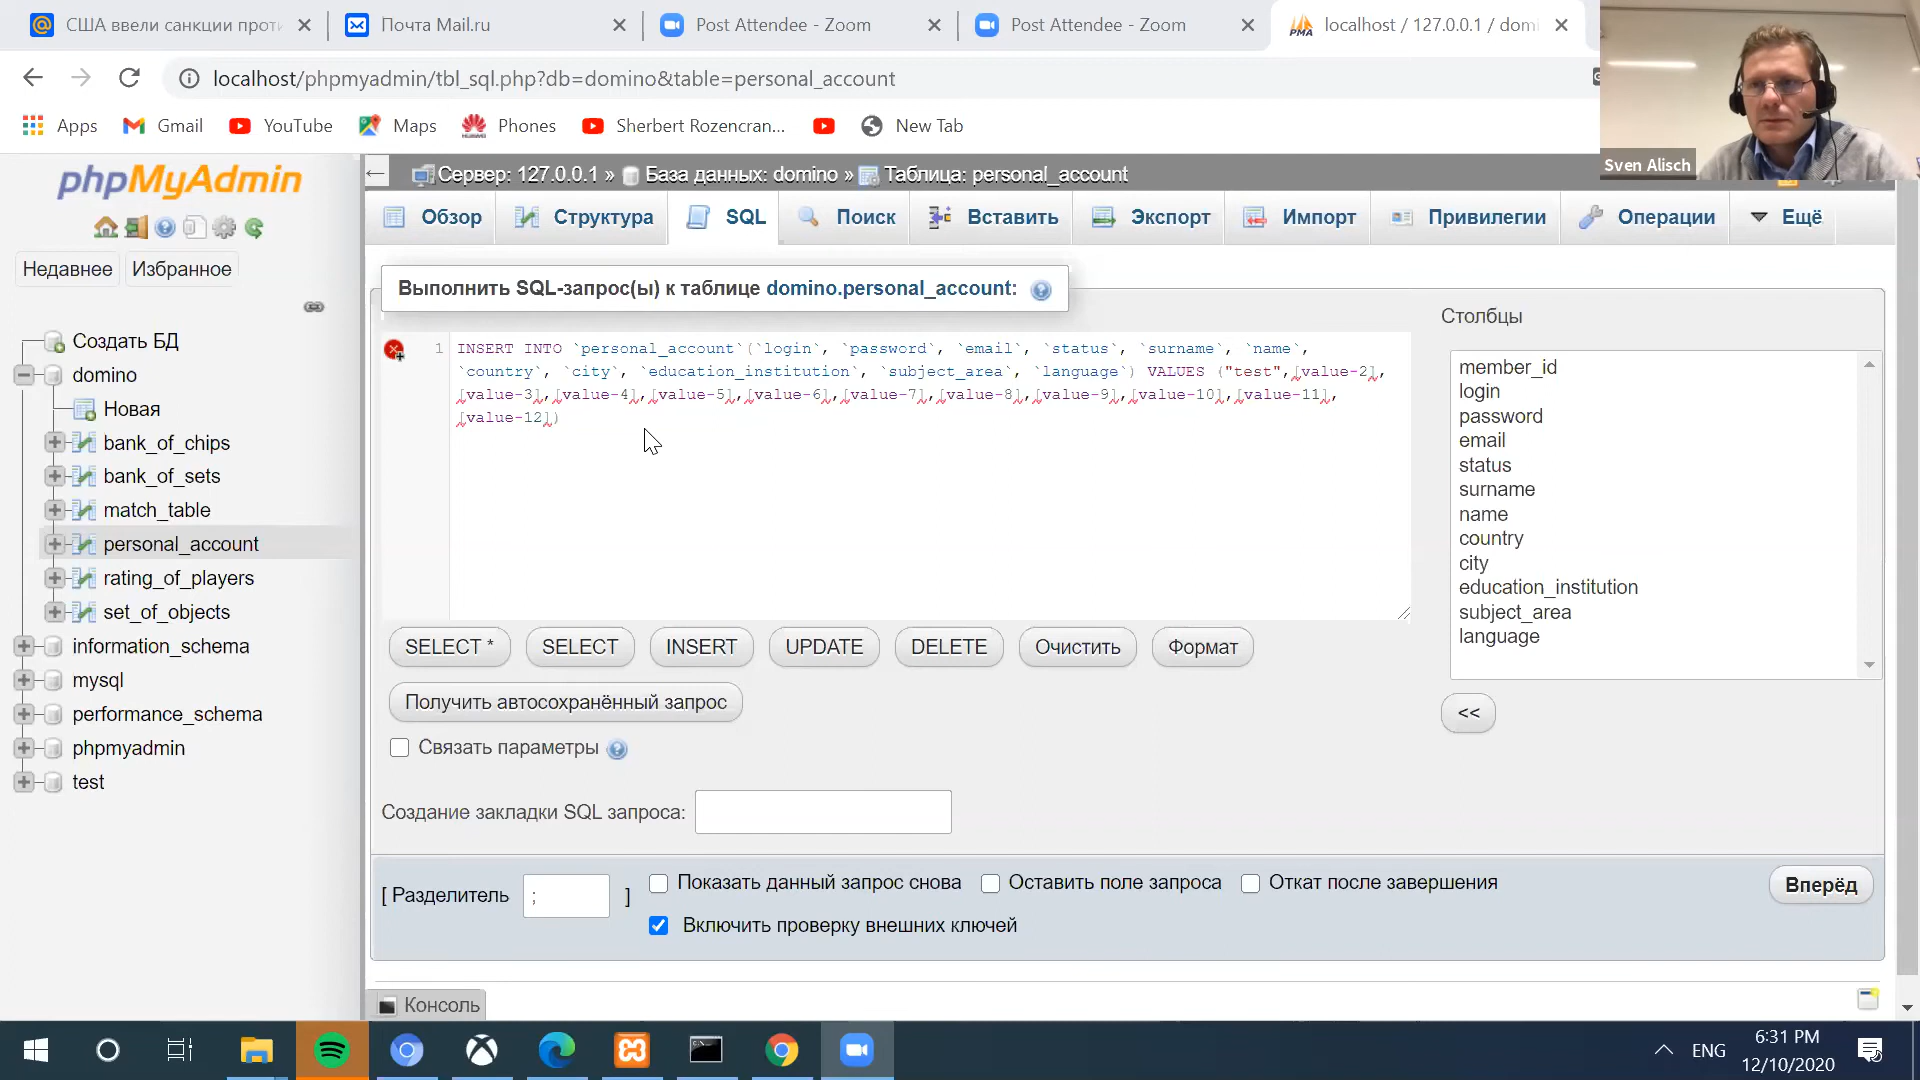 США ввели санкции проти
Почта Mail.ru
Post Attendee - Zoom
Post Attendee - Zoom
localhost / 127.0.0.1 / dom
localhost/phpmyadmin/tbl_sql.php?db=domino&table=personal_account
Apps
Gmail
YouTube
Maps
Phones
Sherbert Rozencran...
New Tab
Sven Alisch
phpMyAdmin
Сервер: 127.0.0.1 » База данных: domino » Таблица: personal_account
Обзор
Структура
SQL
Поиск
Вставить
Экспорт
Импорт
Привилегии
Операции
Ещё
Недавнее
Избранное
Создать БД
domino
Новая
bank_of_chips
bank_of_sets
match_table
personal_account
rating_of_players
set_of_objects
information_schema
mysql
performance_schema
phpmyadmin
test
Выполнить SQL-запрос(ы) к таблице domino.personal_account:
1
INSERT INTO `personal_account`(`login`, `password`, `email`, `status`, `surname`, `name`,
`country`, `city`, `education_institution`, `subject_area`, `language`) VALUES ("test",[value-2],
[value-3],[value-4],[value-5],[value-6],[value-7],[value-8],[value-9],[value-10],[value-11],
[value-12])
Столбцы
member_id
login
password
email
status
surname
name
country
city
education_institution
subject_area
language
<<
SELECT *
SELECT
INSERT
UPDATE
DELETE
Очистить
Формат
Получить автосохранённый запрос
Связать параметры
Создание закладки SQL запроса:
[ Разделитель ; ]
Показать данный запрос снова
Оставить поле запроса
Откат после завершения
Включить проверку внешних ключей
Вперёд
Консоль
ENG
6:31 PM
12/10/2020